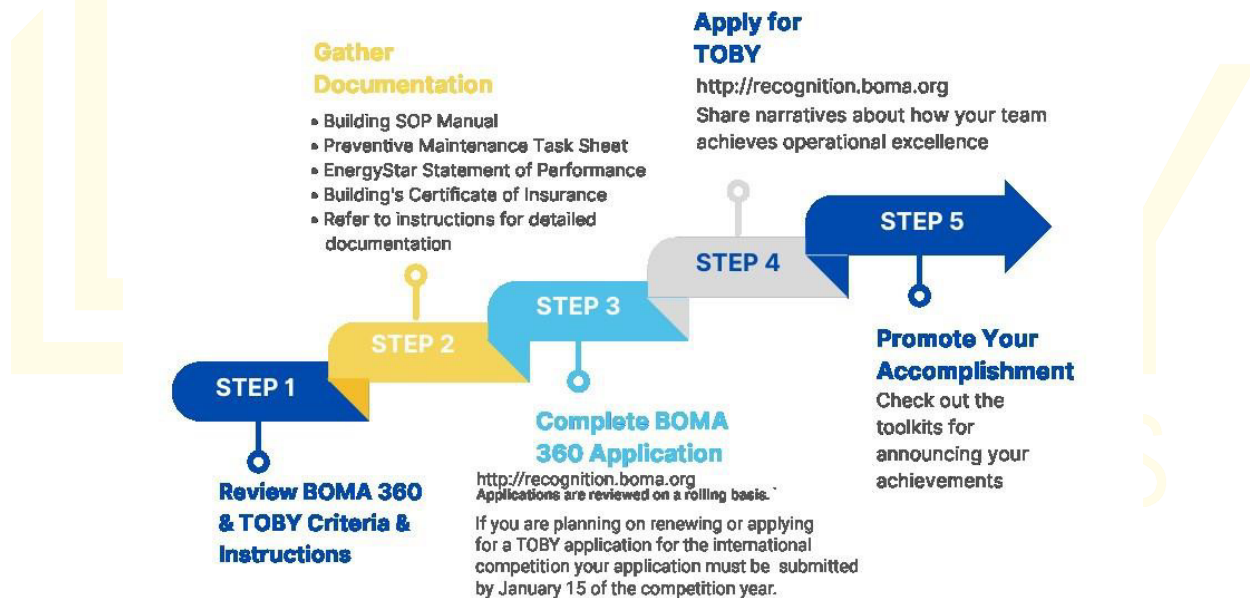 STEP 1
Review BOMA 360
& TOBY Criteria &
Instructions
STEP 2
Gather
Documentation
• Building SOP Manual
• Preventive Maintenance Task Sheet
• EnergyStar Statement of Performance
• Building's Certificate of Insurance
• Refer to instructions for detailed
documentation
STEP 3
Complete BOMA
360 Application
http://recognition.boma.org
Applications are reviewed on a rolling basis.
If you are planning on renewing or applying
for a TOBY application for the international
competition your application must be submitted
by January 15 of the competition year.
STEP 4
Apply for
TOBY
http://recognition.boma.org
Share narratives about how your team
achieves operational excellence
STEP 5
Promote Your
Accomplishment
Check out the
toolkits for
announcing your
achievements